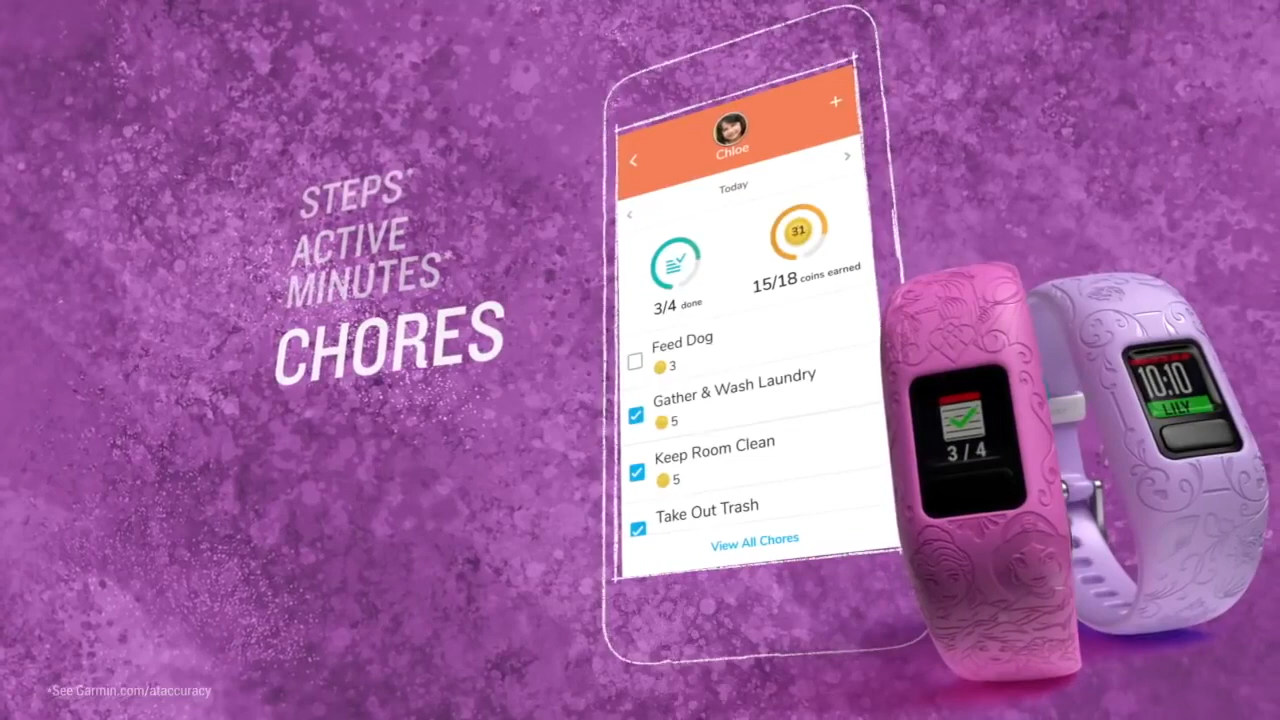 STEPS*
ACTIVE
MINUTES*
CHORES
Chloe
Today
31
3/4 done
15/18 coins earned
Feed Dog
3
Gather & Wash Laundry
5
Keep Room Clean
5
Take Out Trash
View All Chores
3 / 4
10:10
LILY
*See Garmin.com/ataccuracy